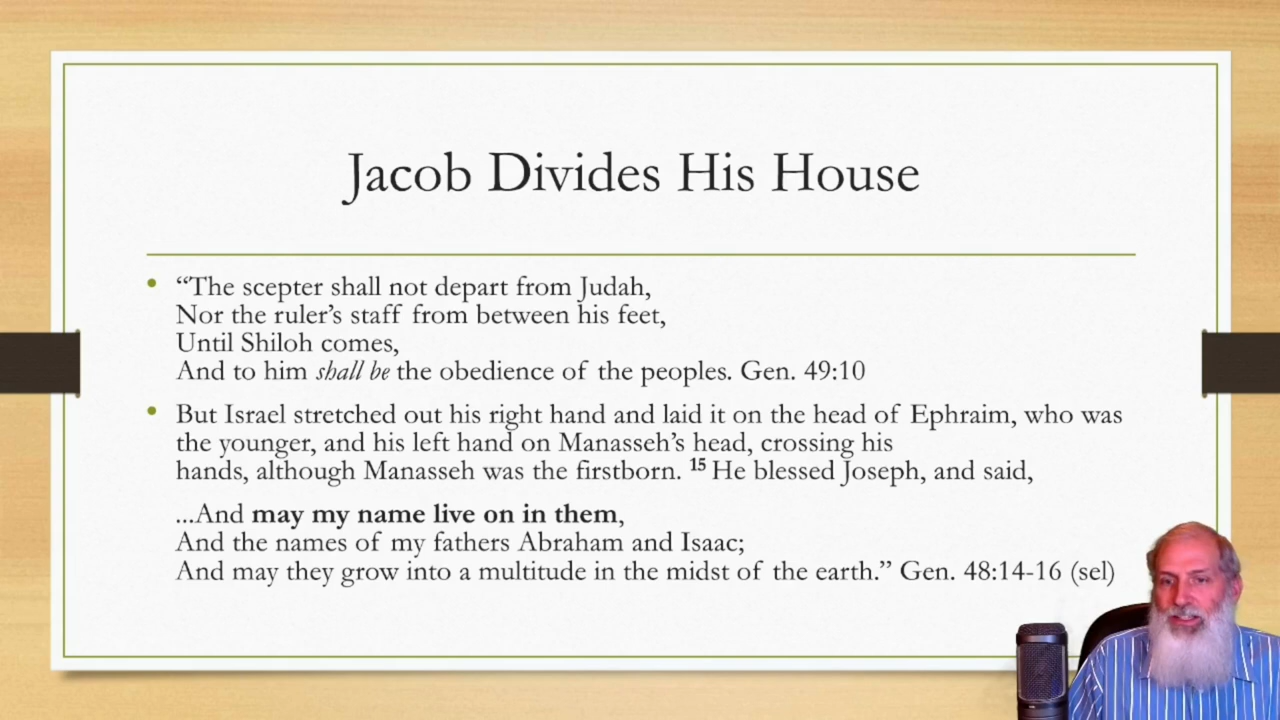 Jacob Divides His House
• “The scepter shall not depart from Judah,
Nor the ruler’s staff from between his feet,
Until Shiloh comes,
And to him shall be the obedience of the peoples. Gen. 49:10
• But Israel stretched out his right hand and laid it on the head of Ephraim, who was
the younger, and his left hand on Manasseh’s head, crossing his
hands, although Manasseh was the firstborn. 15 He blessed Joseph, and said,
...And may my name live on in them,
And the names of my fathers Abraham and Isaac;
And may they grow into a multitude in the midst of the earth.” Gen. 48:14-16 (sel)